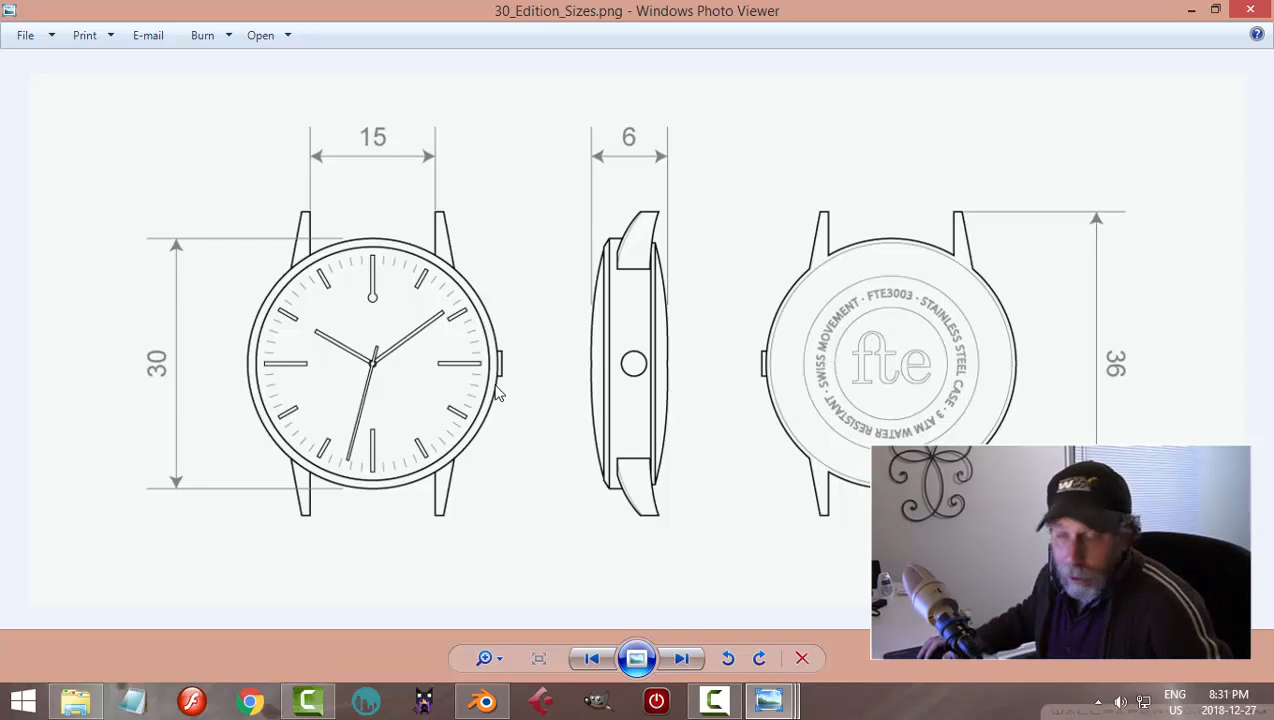 30_Edition_Sizes.png - Windows Photo Viewer
File Print E-mail Burn Open
15
6
30
36
SWISS MOVEMENT · FTE3003 · STAINLESS STEEL CASE · 3 ATM WATER RESISTANT ·
fte
ENG 8:31 PM
US 2018-12-27